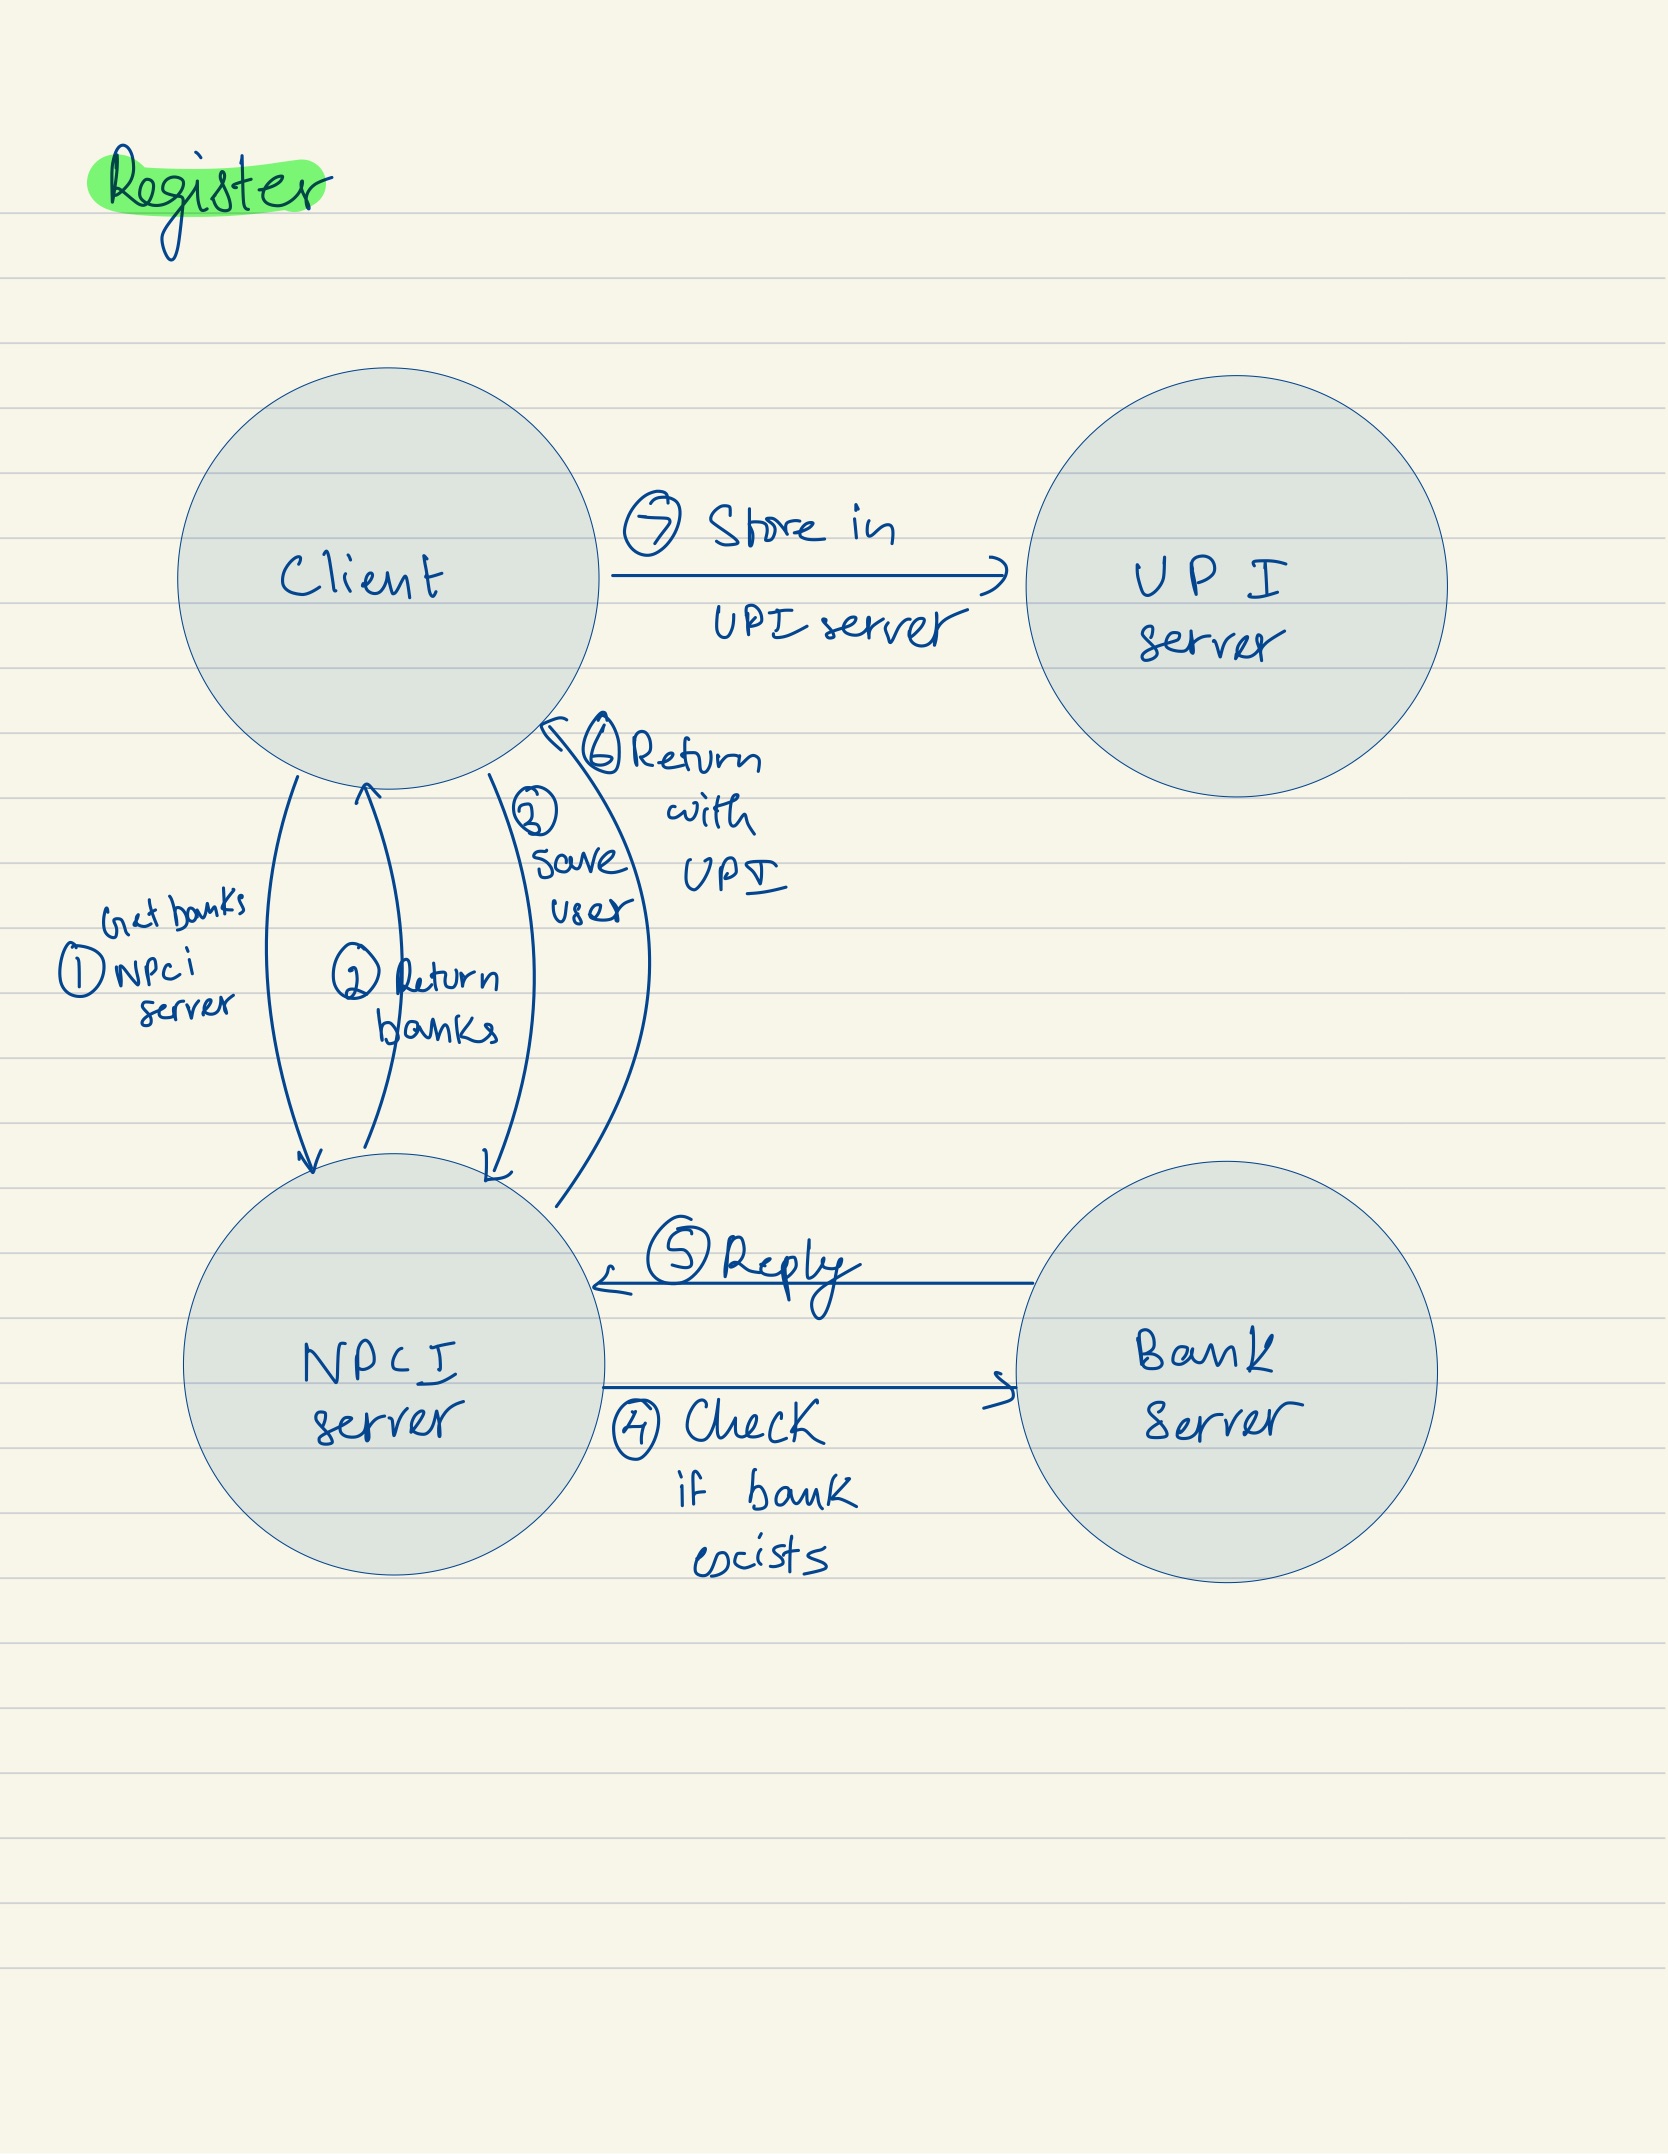 Register
Client
⑦ Store in
UPI server
UPI
server
⑥ Return
with
UPI
③
save
user
Get banks
① NPCi
server
② Return
banks
⑤ Reply
NPCI
server
④ Check
if bank
exists
Bank
server